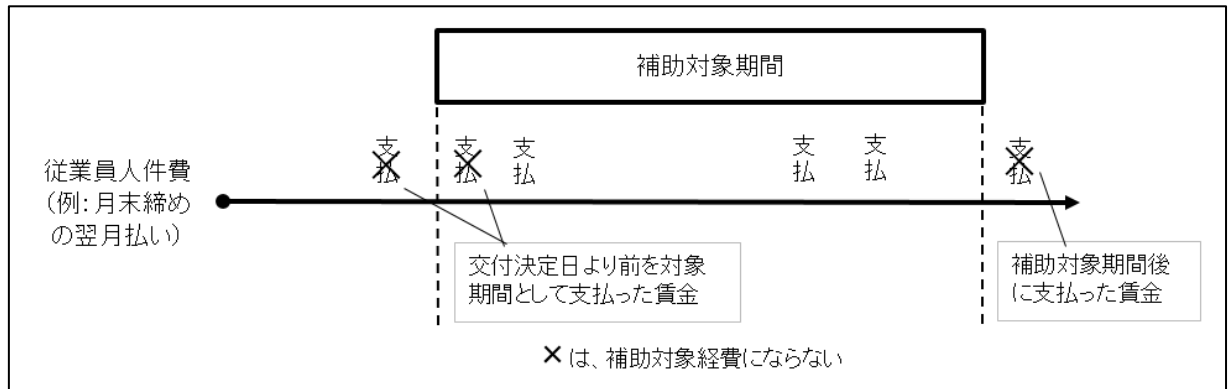 補助対象期間
支払
支払
支払
支払
支払
支払
従業員人件費
（例：月末締め
の翌月払い）
交付決定日より前を対象
期間として支払った賃金
補助対象期間後
に支払った賃金
×は、補助対象経費にならない